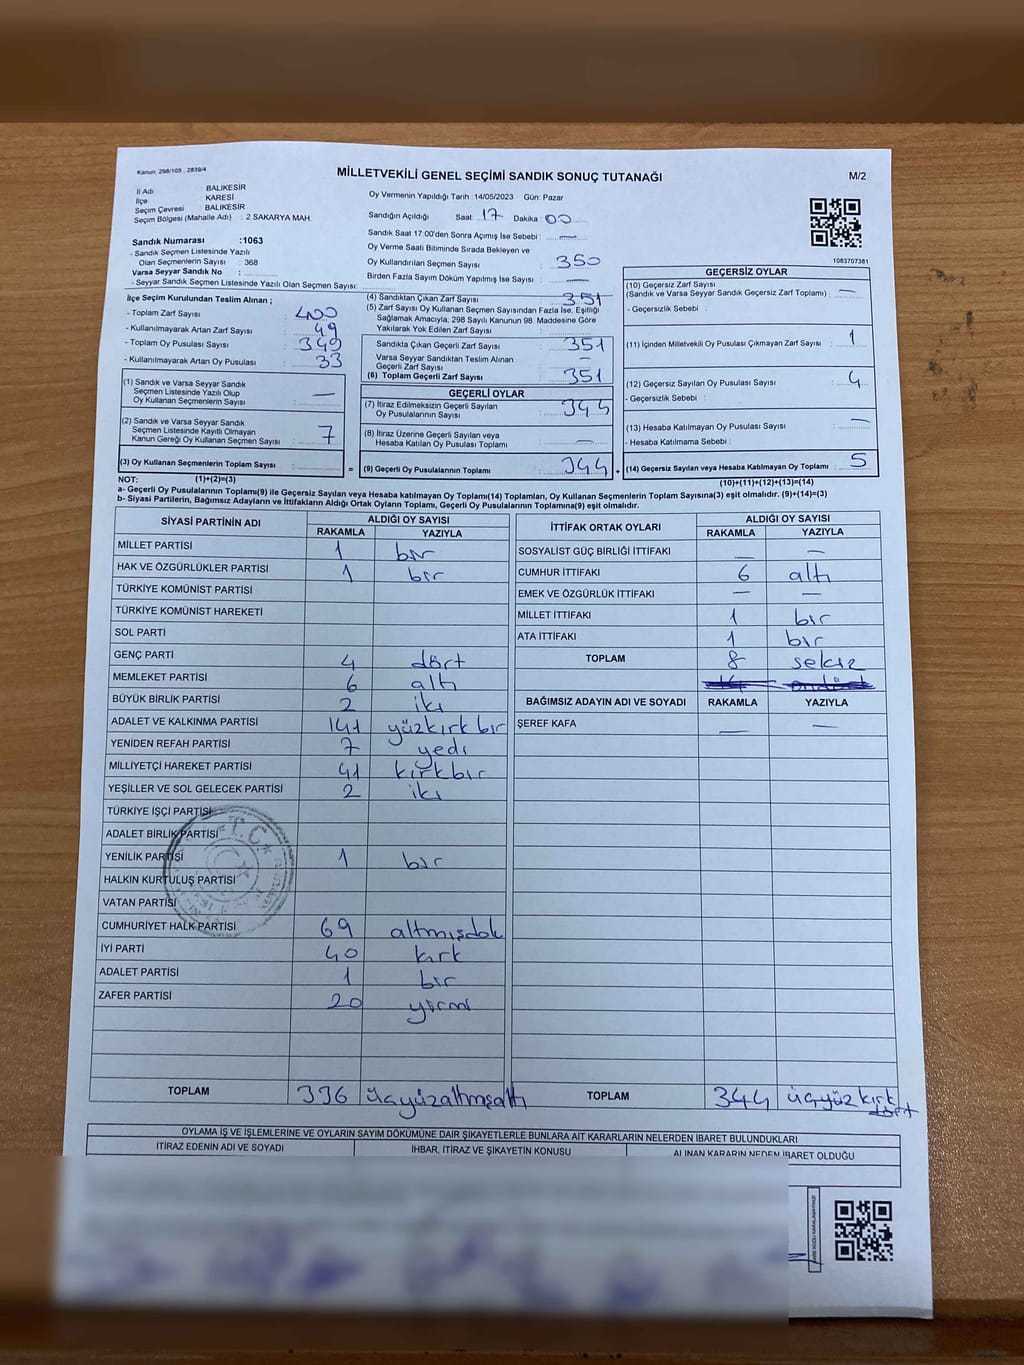 Kanun; 298/105 , 2839/4
MİLLETVEKİLİ GENEL SEÇİMİ SANDIK SONUÇ TUTANAĞI
M/2
İl Adı : BALIKESİR
İlçe : KARESİ
Seçim Çevresi : BALIKESİR
Seçim Bölgesi (Mahalle Adı) : 2 SAKARYA MAH.
Oy Vermenin Yapıldığı Tarih :14/05/2023 Gün: Pazar
Sandığın Açıldığı Saat: 17 Dakika : 00
Sandık Saat 17:00'den Sonra Açımış İse Sebebi : —
Oy Verme Saati Bitiminde Sırada Bekleyen ve
Oy Kullandırılan Seçmen Sayısı : 350
Birden Fazla Sayım Döküm Yapılmış İse Sayısı : —
Sandık Numarası :1063
- Sandık Seçmen Listesinde Yazılı
Olan Seçmenlerin Sayısı : 368
Varsa Seyyar Sandık No :
- Seyyar Sandık Seçmen Listesinde Yazılı Olan Seçmen Sayısı:
1083707381
İlçe Seçim Kurulundan Teslim Alınan ;
- Toplam Zarf Sayısı : 400
- Kullanılmayarak Artan Zarf Sayısı : 49
- Toplam Oy Pusulası Sayısı : 349
- Kullanılmayarak Artan Oy Pusulası : 33
(1) Sandık ve Varsa Seyyar Sandık
Seçmen Listesinde Yazılı Olup
Oy Kullanan Seçmenlerin Sayısı : —
(2) Sandık ve Varsa Seyyar Sandık
Seçmen Listesinde Kayıtlı Olmayan
Kanun Gereği Oy Kullanan Seçmen Sayısı : 7
(3) Oy Kullanan Seçmenlerin Toplam Sayısı :
(4) Sandıktan Çıkan Zarf Sayısı : 351
(5) Zarf Sayısı Oy Kullanan Seçmen Sayısından Fazla İse, Eşitliği
Sağlamak Amacıyla; 298 Sayılı Kanunun 98. Maddesine Göre
Yakılarak Yok Edilen Zarf Sayısı :
Sandıkta Çıkan Geçerli Zarf Sayısı : 351
Varsa Seyyar Sandıktan Teslim Alınan
Geçerli Zarf Sayısı : —
(6) Toplam Geçerli Zarf Sayısı : 351
GEÇERLİ OYLAR
(7) İtiraz Edilmeksizin Geçerli Sayılan
Oy Pusulalarının Sayısı : 344
(8) İtiraz Üzerine Geçerli Sayılan veya
Hesaba Katılan Oy Pusulası Toplamı : —
= (9) Geçerli Oy Pusulalarının Toplamı : 344 +
GEÇERSİZ OYLAR
(10) Geçersiz Zarf Sayısı
(Sandık ve Varsa Seyyar Sandık Geçersiz Zarf Toplamı) : —
- Geçersizlik Sebebi :
(11) İçinden Milletvekili Oy Pusulası Çıkmayan Zarf Sayısı : 1
(12) Geçersiz Sayılan Oy Pusulası Sayısı : 4
- Geçersizlik Sebebi :
(13) Hesaba Katılmayan Oy Pusulası Sayısı : —
- Hesaba Katılmama Sebebi :
(14) Geçersiz Sayılan veya Hesaba Katılmayan Oy Toplamı : 5
NOT: (1)+(2)=(3)
(10)+(11)+(12)+(13)=(14)
a- Geçerli Oy Pusulalarının Toplamı(9) ile Geçersiz Sayılan veya Hesaba Katılmayan Oy Toplamı(14) Toplamları, Oy Kullanan Seçmenlerin Toplam Sayısına(3) eşit olmalıdır. (9)+(14)=(3)
b- Siyasi Partilerin, Bağımsız Adayların ve İttifakların Aldığı Ortak Oyların Toplamı, Geçerli Oy Pusulalarının Toplamına(9) eşit olmalıdır.
SİYASİ PARTİNİN ADI ALDIĞI OY SAYISI
RAKAMLA YAZIYLA
MİLLET PARTİSİ 1 bir
HAK VE ÖZGÜRLÜKLER PARTİSİ 1 bir
TÜRKİYE KOMÜNİST PARTİSİ
TÜRKİYE KOMÜNİST HAREKETİ
SOL PARTİ
GENÇ PARTİ 4 dört
MEMLEKET PARTİSİ 6 altı
BÜYÜK BİRLİK PARTİSİ 2 iki
ADALET VE KALKINMA PARTİSİ 141 yüzkırk bir
YENİDEN REFAH PARTİSİ 7 yedi
MİLLİYETÇİ HAREKET PARTİSİ 41 kırkbir
YEŞİLLER VE SOL GELECEK PARTİSİ 2 iki
TÜRKİYE İŞÇİ PARTİSİ
ADALET BİRLİK PARTİSİ
YENİLİK PARTİSİ 1 bir
HALKIN KURTULUŞ PARTİSİ
VATAN PARTİSİ
CUMHURİYET HALK PARTİSİ 69 altmışdok
İYİ PARTİ 40 kırk
ADALET PARTİSİ 1 bir
ZAFER PARTİSİ 20 yirmi
TOPLAM 336 üçyüzaltmışaltı
T.C.
İTTİFAK ORTAK OYLARI ALDIĞI OY SAYISI
RAKAMLA YAZIYLA
SOSYALİST GÜÇ BİRLİĞİ İTTİFAKI — —
CUMHUR İTTİFAKI 6 altı
EMEK VE ÖZGÜRLÜK İTTİFAKI — —
MİLLET İTTİFAKI 1 bir
ATA İTTİFAKI 1 bir
TOPLAM 8 sekiz
BAĞIMSIZ ADAYIN ADI VE SOYADI RAKAMLA YAZIYLA
ŞEREF KAFA — —
TOPLAM 344 üçyüz kırk
dört
OYLAMA İŞ VE İŞLEMLERİNE VE OYLARIN SAYIM DÖKÜMÜNE DAİR ŞİKAYETLERLE BUNLARA AİT KARARLARIN NELERDEN İBARET BULUNDUKLARI
İTİRAZ EDENİN ADI VE SOYADI İHBAR, İTİRAZ VE ŞİKAYETİN KONUSU ALINAN KARARIN NEDEN İBARET OLDUĞU